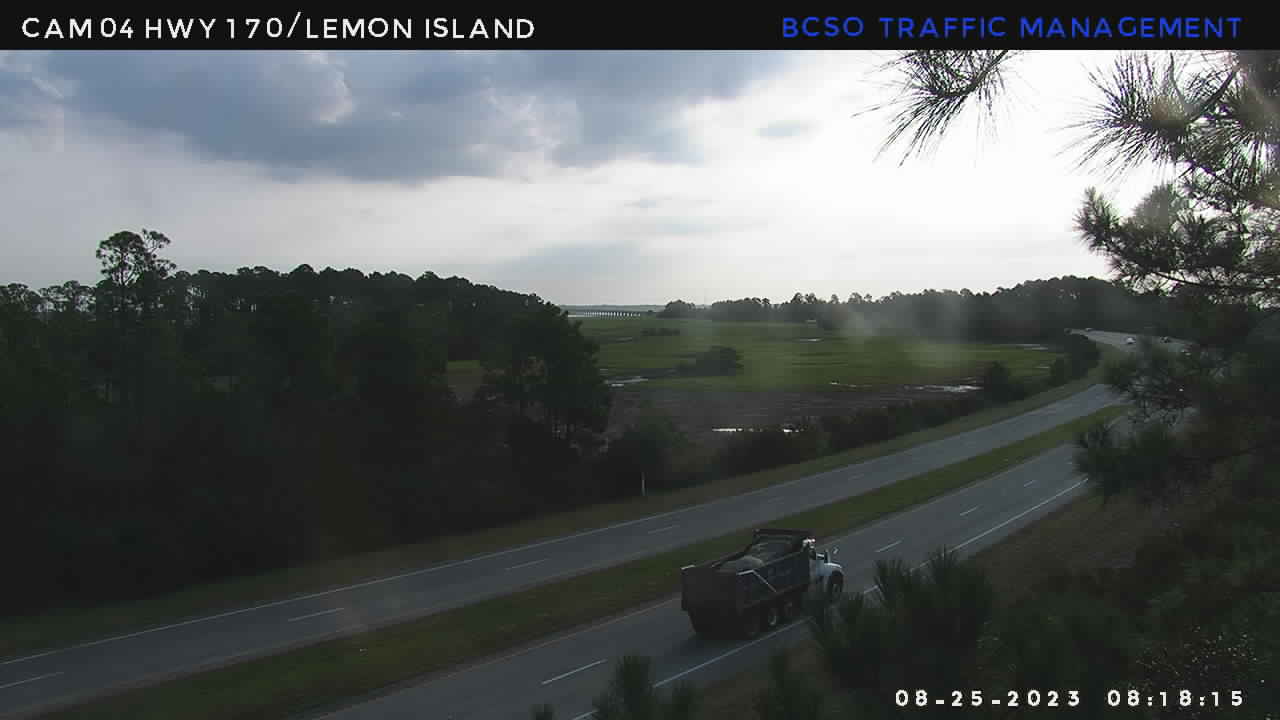 CAM04 HWY 170/LEMON ISLAND
BCSO TRAFFIC MANAGEMENT
08-25-2023 08:18:15